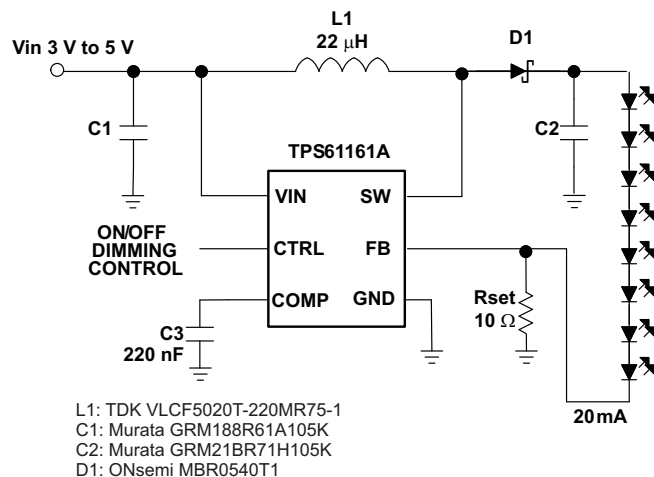 L1
Vin 3 V to 5 V
22 μH
D1
C1
C2
TPS61161A
VIN
SW
ON/OFF
DIMMING
CONTROL
CTRL
FB
COMP
GND
Rset
10 Ω
C3
220 nF
20mA
L1: TDK VLCF5020T-220MR75-1
C1: Murata GRM188R61A105K
C2: Murata GRM21BR71H105K
D1: ONsemi MBR0540T1